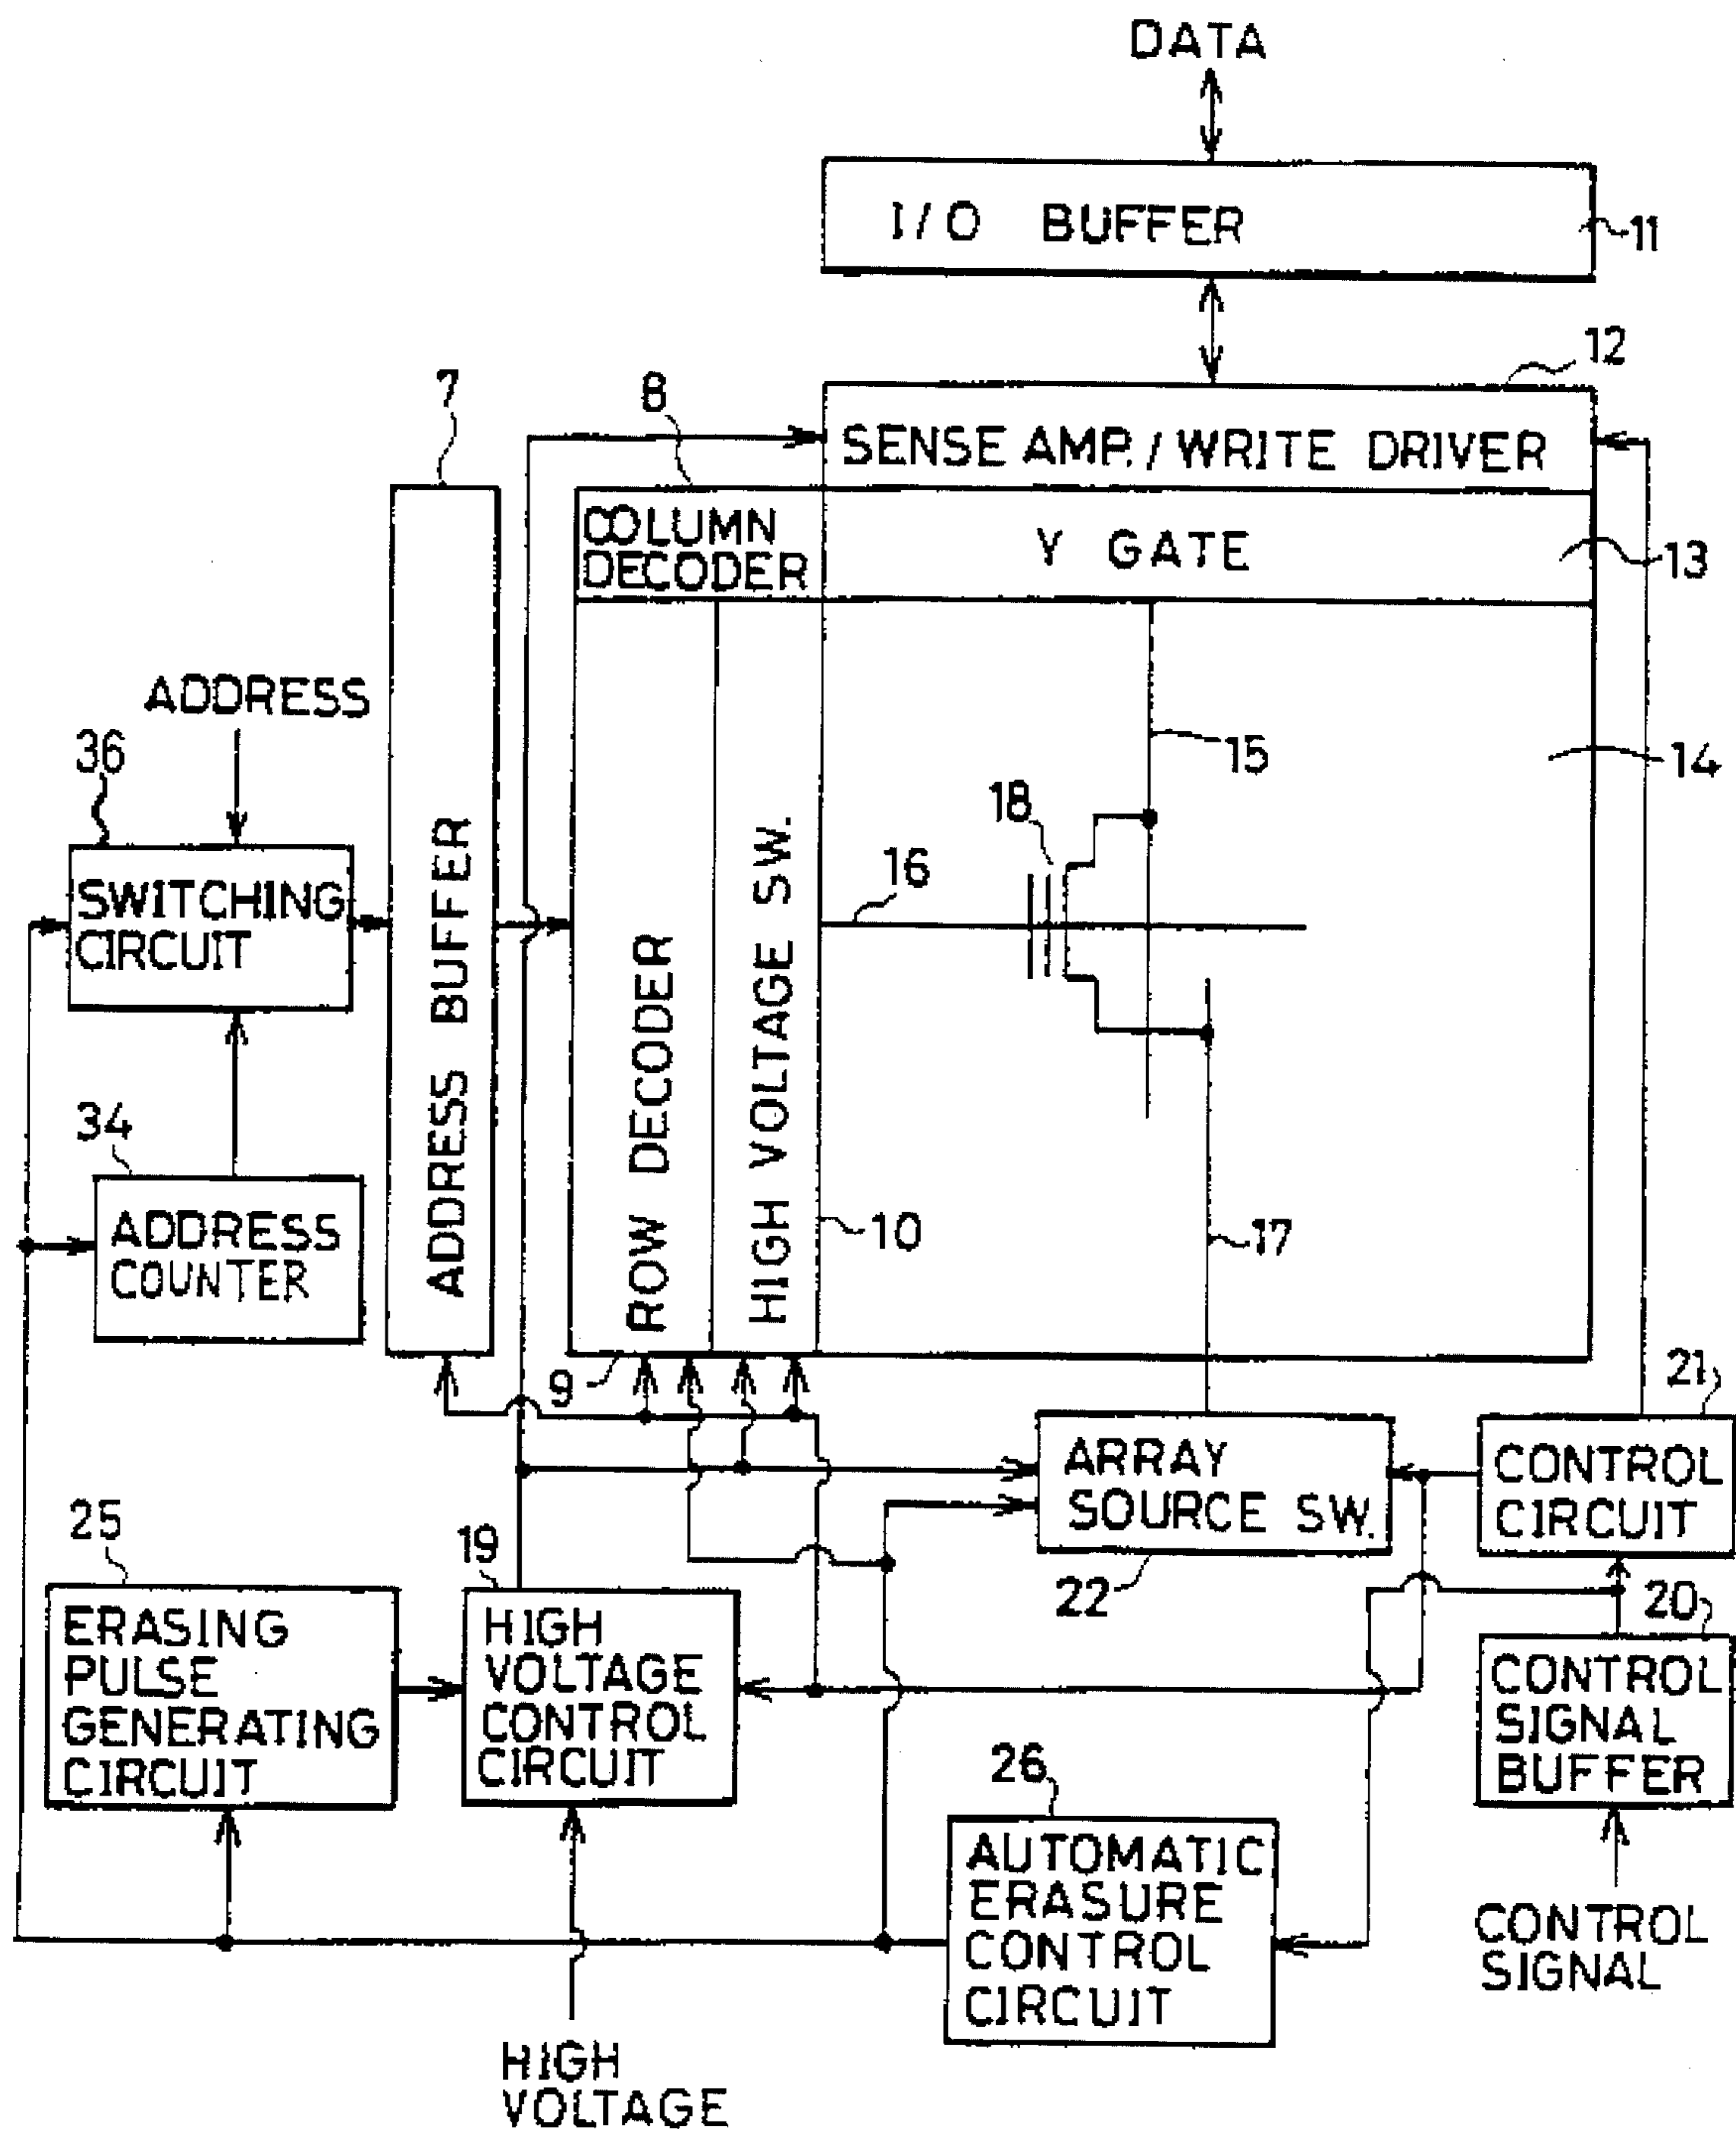 DATA
I/O BUFFER
11
12
7
8
SENSE AMP. / WRITE DRIVER
COLUMN
DECODER
Y GATE
13
ADDRESS
36
15
14
18
SWITCHING
CIRCUIT
ADDRESS BUFFER
16
ROW DECODER
HIGH VOLTAGE SW.
34
ADDRESS
COUNTER
10
17
9
21
ARRAY
SOURCE SW.
CONTROL
CIRCUIT
25
19
22
20
ERASING
PULSE
GENERATING
CIRCUIT
HIGH
VOLTAGE
CONTROL
CIRCUIT
CONTROL
SIGNAL
BUFFER
26
AUTOMATIC
ERASURE
CONTROL
CIRCUIT
CONTROL
SIGNAL
HIGH
VOLTAGE